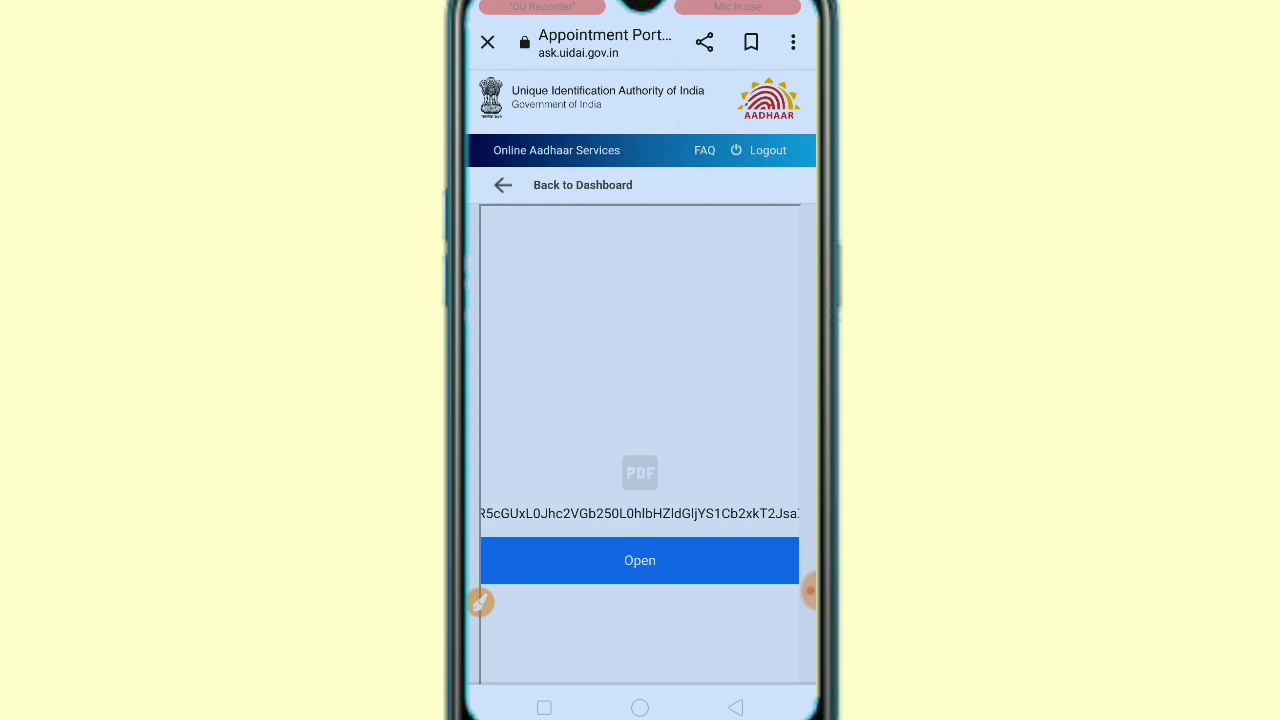 "DU Recorder"
Mic in use
Appointment Port...
ask.uidai.gov.in
Unique Identification Authority of India
Government of India
AADHAAR
Online Aadhaar Services
FAQ
Logout
Back to Dashboard
PDF
R5cGUxL0Jhc2VGb250L0hlbHZldGljYS1Cb2xkT2Jsa
Open